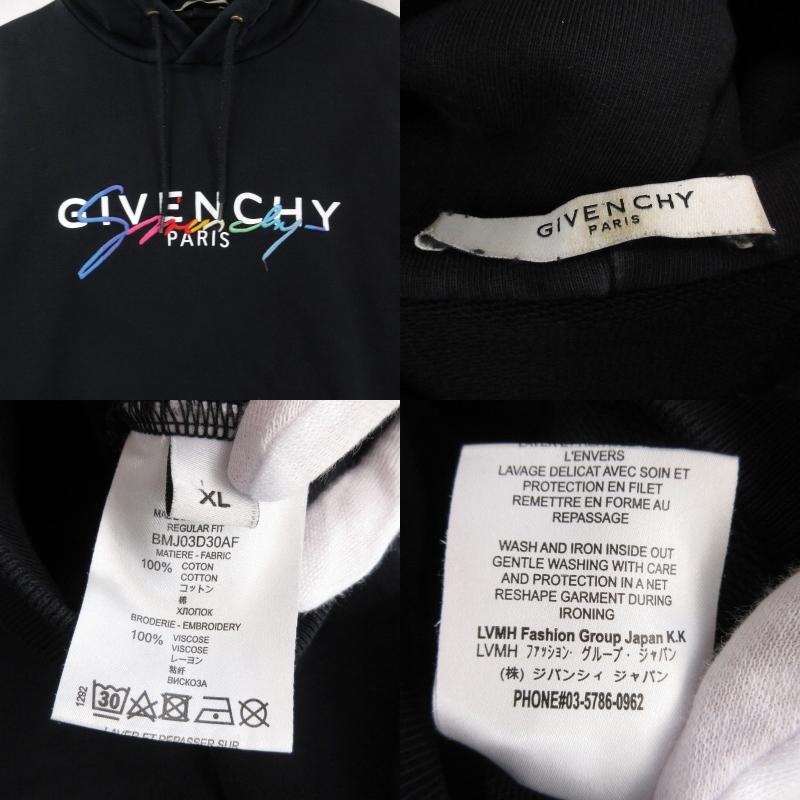 GIVENCHY
Givenchy
PARIS
GIVENCHY
PARIS
XL
REGULAR FIT
BMJ03D30AF
MATIERE - FABRIC
100% COTON
COTTON
コットン
棉
ХЛОПОК
BRODERIE - EMBROIDERY
100% VISCOSE
VISCOSE
レーヨン
粘纤
ВИСКОЗА
1292
30
LAVER ET REPASSER SUR
L'ENVERS
LAVAGE DELICAT AVEC SOIN ET
PROTECTION EN FILET
REMETTRE EN FORME AU
REPASSAGE
WASH AND IRON INSIDE OUT
GENTLE WASHING WITH CARE
AND PROTECTION IN A NET
RESHAPE GARMENT DURING
IRONING
LVMH Fashion Group Japan K.K
LVMH ファッション・グループ・ジャパン
(株) ジバンシィ ジャパン
PHONE#03-5786-0962